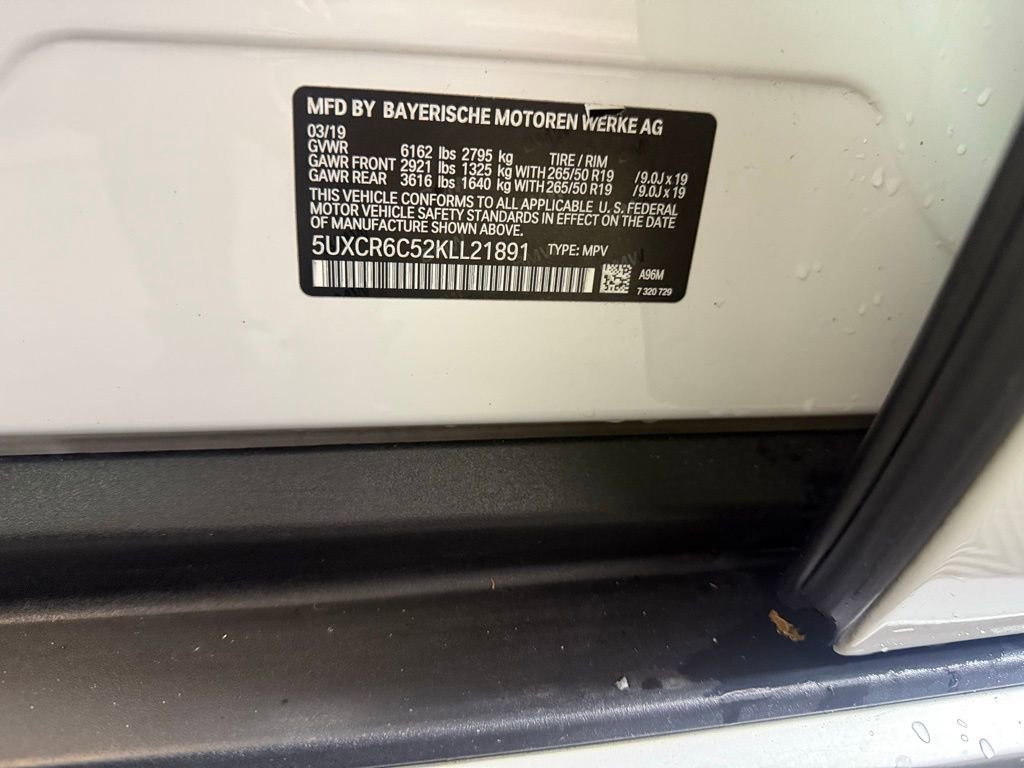 MFD BY BAYERISCHE MOTOREN WERKE AG
03/19
GVWR 6162 lbs 2795 kg TIRE / RIM
GAWR FRONT 2921 lbs 1325 kg WITH 265/50 R19 /9.0J x 19
GAWR REAR 3616 lbs 1640 kg WITH 265/50 R19 /9.0J x 19
THIS VEHICLE CONFORMS TO ALL APPLICABLE U.S. FEDERAL
MOTOR VEHICLE SAFETY STANDARDS IN EFFECT ON THE DATE
OF MANUFACTURE SHOWN ABOVE.
5UXCR6C52KLL21891 TYPE: MPV
A96M
7 320 729